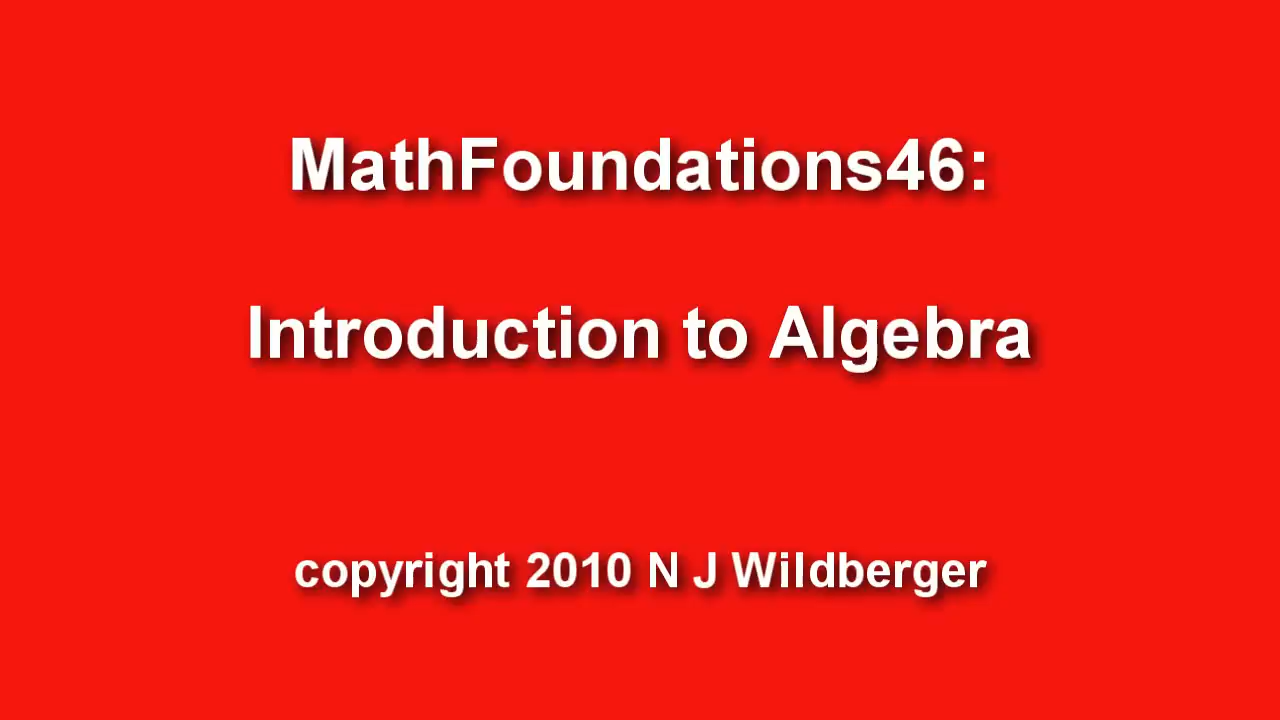 MathFoundations46:
Introduction to Algebra
copyright 2010 N J Wildberger